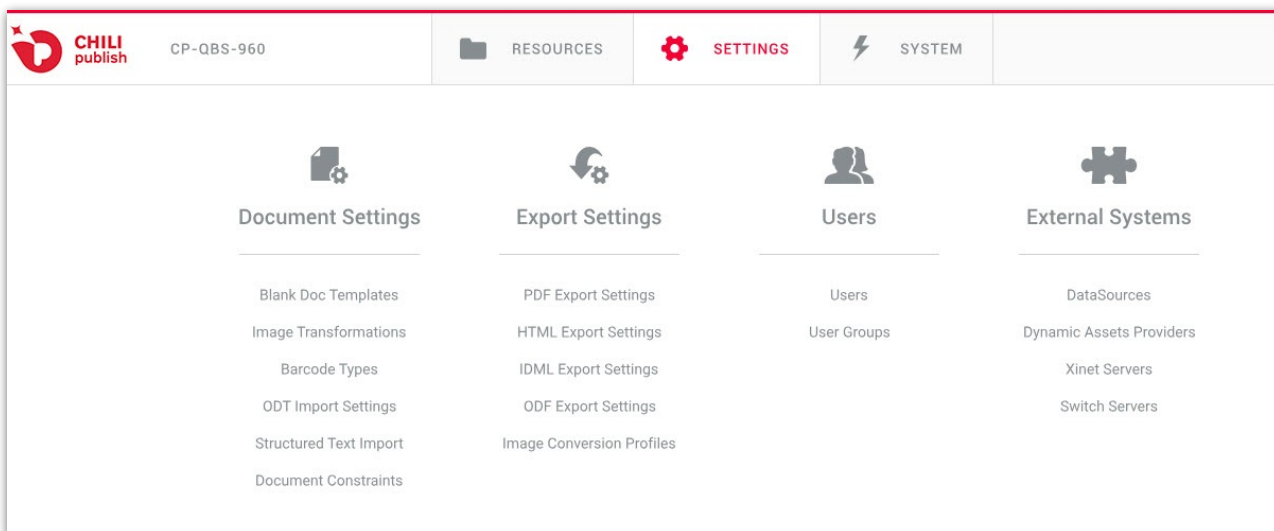 CHILI
publish
CP-QBS-960
RESOURCES
SETTINGS
SYSTEM
Document Settings
Blank Doc Templates
Image Transformations
Barcode Types
ODT Import Settings
Structured Text Import
Document Constraints
Export Settings
PDF Export Settings
HTML Export Settings
IDML Export Settings
ODF Export Settings
Image Conversion Profiles
Users
Users
User Groups
External Systems
DataSources
Dynamic Assets Providers
Xinet Servers
Switch Servers